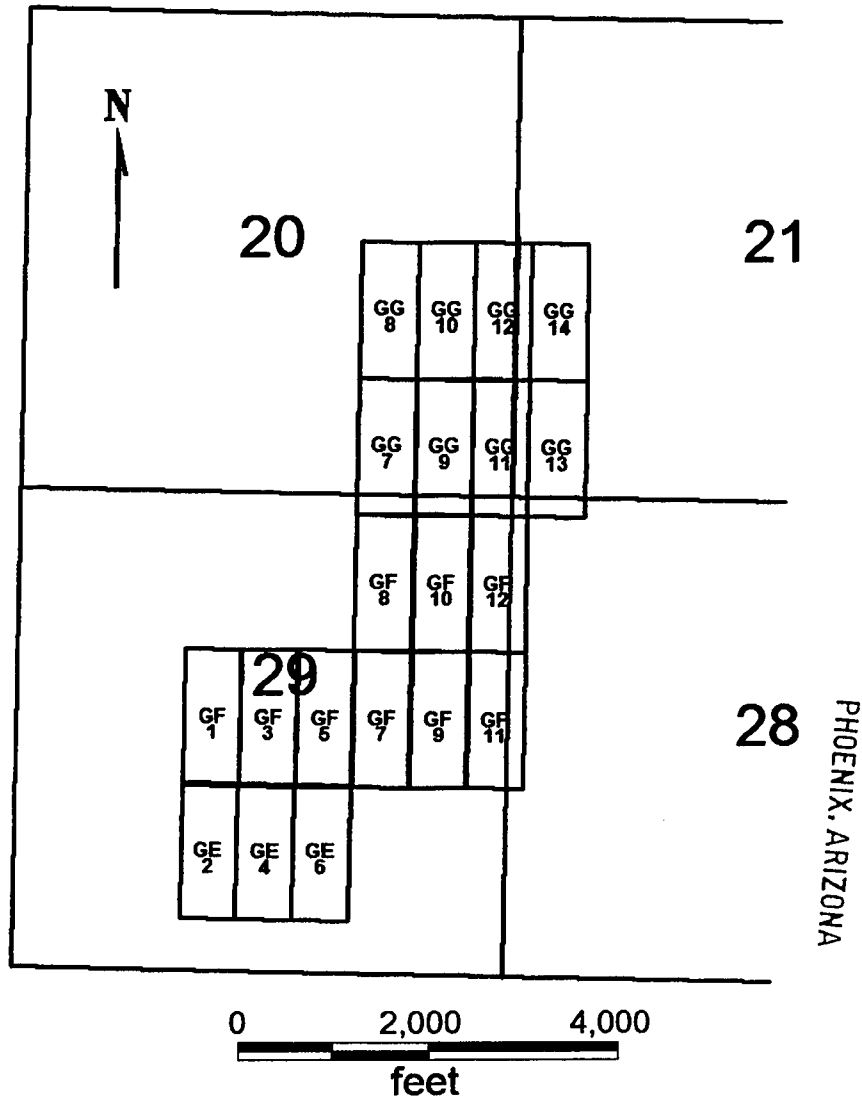 N
20
21
GG
8
GG
10
GG
12
GG
14
GG
7
GG
9
GG
11
GG
13
GF
8
GF
10
GF
12
29
GF
1
GF
3
GF
5
GF
7
GF
9
GF
11
28
PHOENIX, ARIZONA
GE
2
GE
4
GE
6
0 2,000 4,000
feet